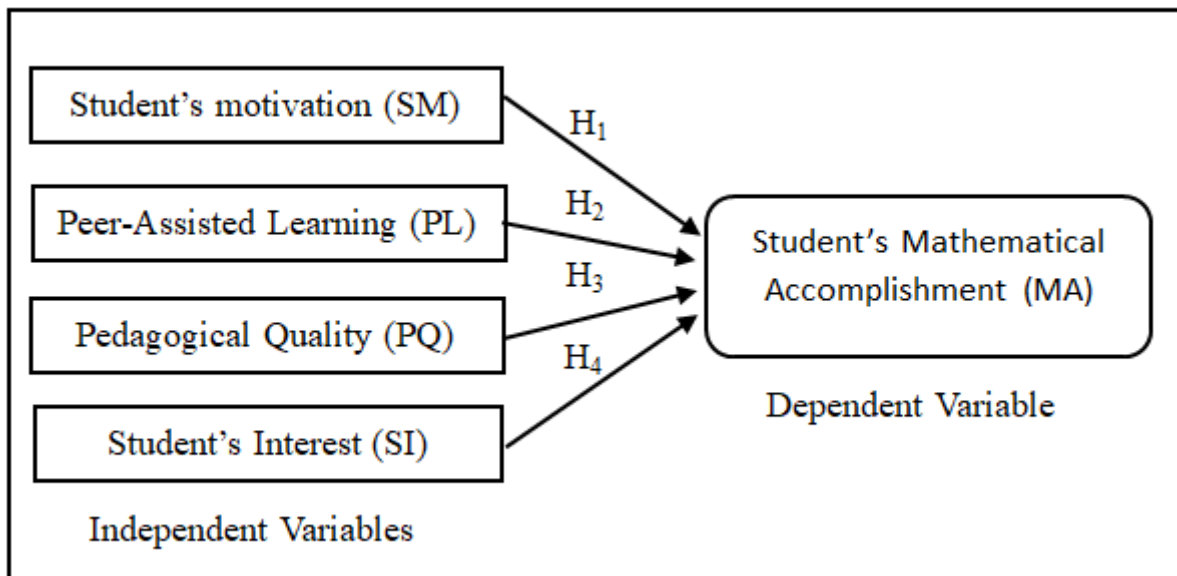 Student's motivation (SM)
H₁
Peer-Assisted Learning (PL)
H₂
Student's Mathematical
Accomplishment (MA)
H₃
Pedagogical Quality (PQ)
H₄
Dependent Variable
Student's Interest (SI)
Independent Variables